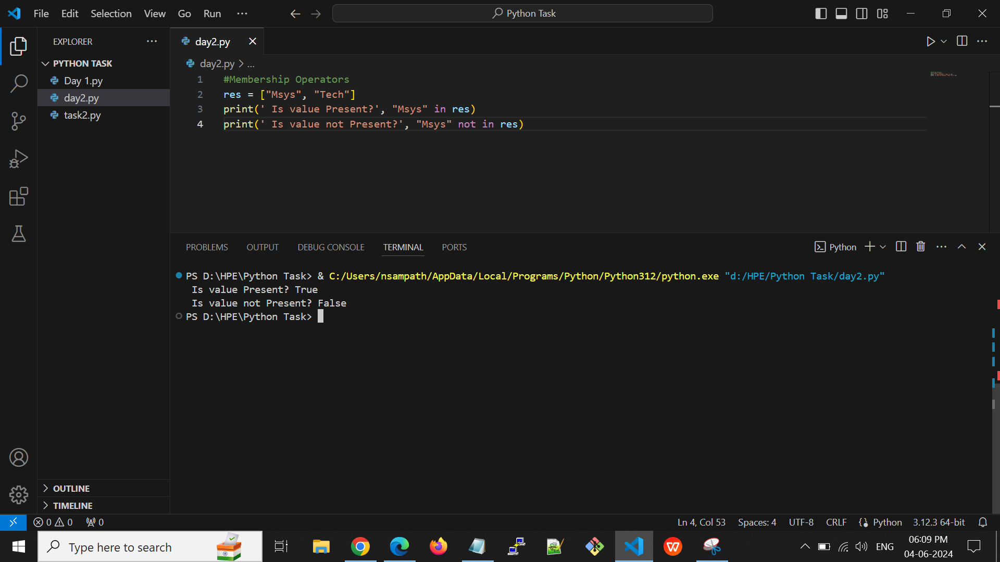 File Edit Selection View Go Run ...
Python Task
EXPLORER
PYTHON TASK
Day 1.py
day2.py
task2.py
OUTLINE
TIMELINE
day2.py
day2.py > ...
1 #Membership Operators
2 res = ["Msys", "Tech"]
3 print(' Is value Present?', "Msys" in res)
4 print(' Is value not Present?', "Msys" not in res)
PROBLEMS OUTPUT DEBUG CONSOLE TERMINAL PORTS
Python
PS D:\HPE\Python Task> & C:/Users/nsampath/AppData/Local/Programs/Python/Python312/python.exe "d:/HPE/Python Task/day2.py"
Is value Present? True
Is value not Present? False
PS D:\HPE\Python Task>
0 0 0
Ln 4, Col 53 Spaces: 4 UTF-8 CRLF Python 3.12.3 64-bit
Type here to search
ENG
06:09 PM
04-06-2024